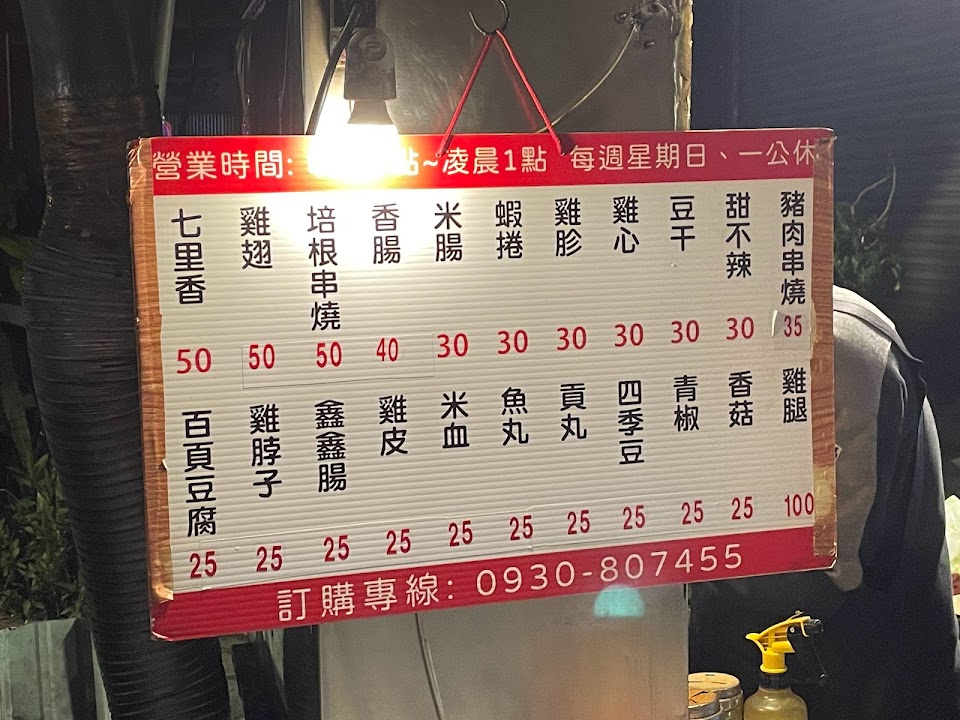 營業時間: 點~凌晨1點 每週星期日、一公休
豬肉串燒 35
甜不辣 30
豆干 30
雞心 30
雞胗 30
蝦捲 30
米腸 30
香腸 40
培根串燒 50
雞翅 50
七里香 50
雞腿 100
香菇 25
青椒 25
四季豆 25
貢丸 25
魚丸 25
米血 25
雞皮 25
鑫鑫腸 25
雞脖子 25
百頁豆腐 25
訂購專線: 0930-807455